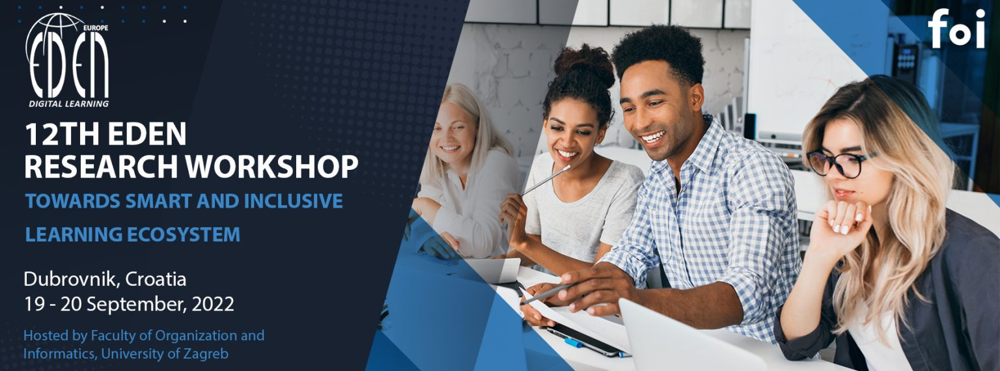 EUROPE
EDEN
DIGITAL LEARNING
foi
12TH EDEN
RESEARCH WORKSHOP
TOWARDS SMART AND INCLUSIVE
LEARNING ECOSYSTEM
Dubrovnik, Croatia
19 - 20 September, 2022
Hosted by Faculty of Organization and
Informatics, University of Zagreb